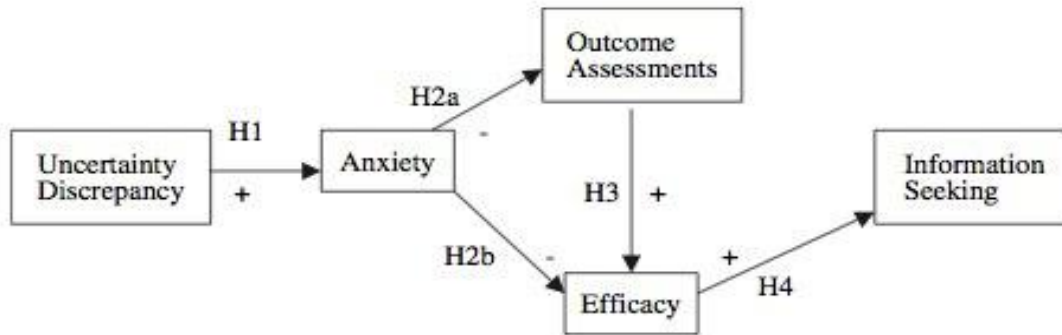 Outcome
Assessments
H2a
-
H1
Uncertainty
Discrepancy
+
Anxiety
Information
Seeking
H3
+
H2b
-
+
H4
Efficacy